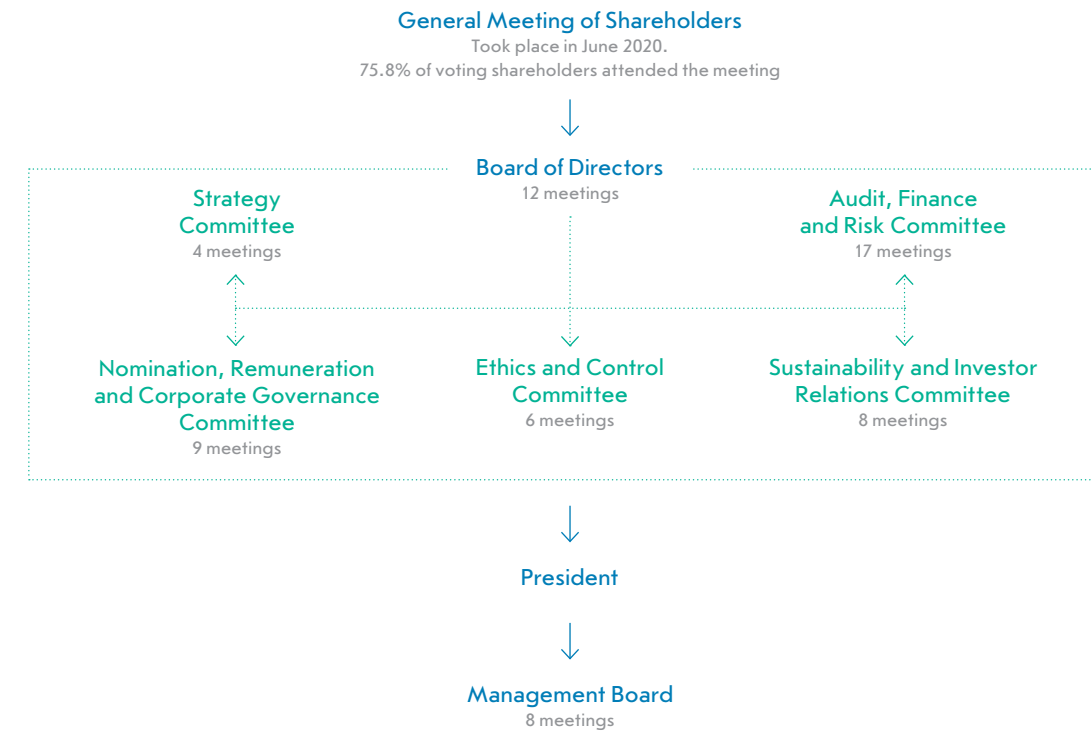 General Meeting of Shareholders
Took place in June 2020.
75.8% of voting shareholders attended the meeting
Board of Directors
12 meetings
Strategy
Committee
4 meetings
Audit, Finance
and Risk Committee
17 meetings
Nomination, Remuneration
and Corporate Governance
Committee
9 meetings
Ethics and Control
Committee
6 meetings
Sustainability and Investor
Relations Committee
8 meetings
President
Management Board
8 meetings